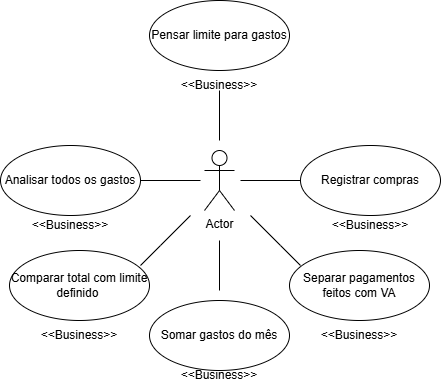 Pensar limite para gastos
<<Business>>
Analisar todos os gastos
<<Business>>
Registrar compras
<<Business>>
Actor
Comparar total com limite
definido
<<Business>>
Separar pagamentos
feitos com VA
<<Business>>
Somar gastos do mês
<<Business>>